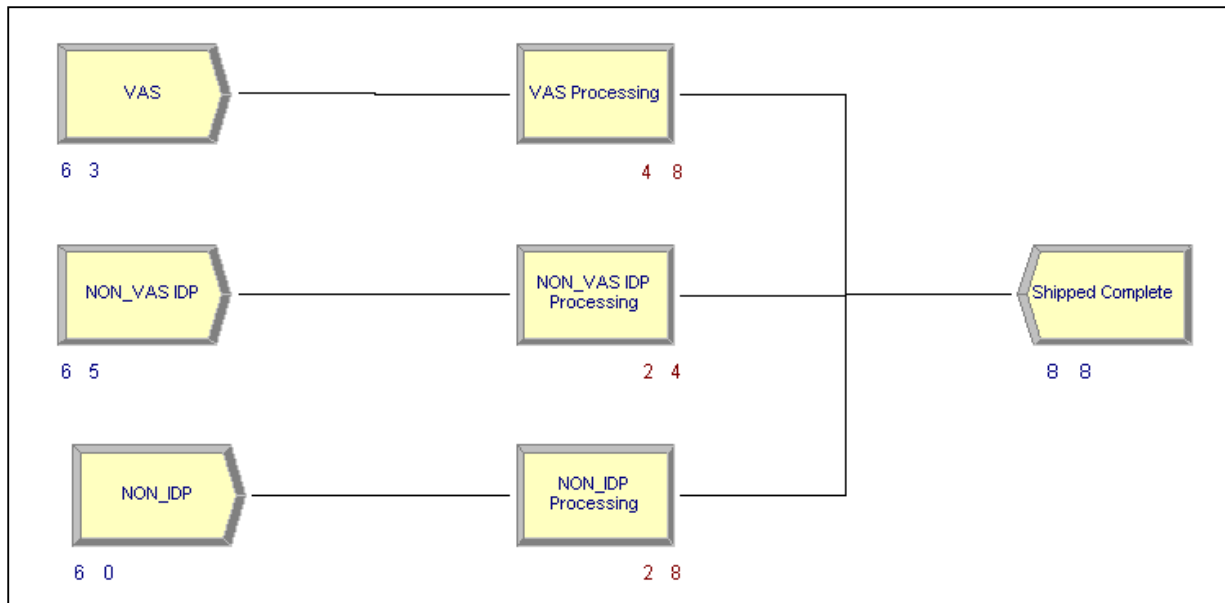 VAS
VAS Processing
6 3
4 8
NON_VAS IDP
NON_VAS IDP
Processing
Shipped Complete
6 5
2 4
8 8
NON_IDP
NON_IDP
Processing
6 0
2 8